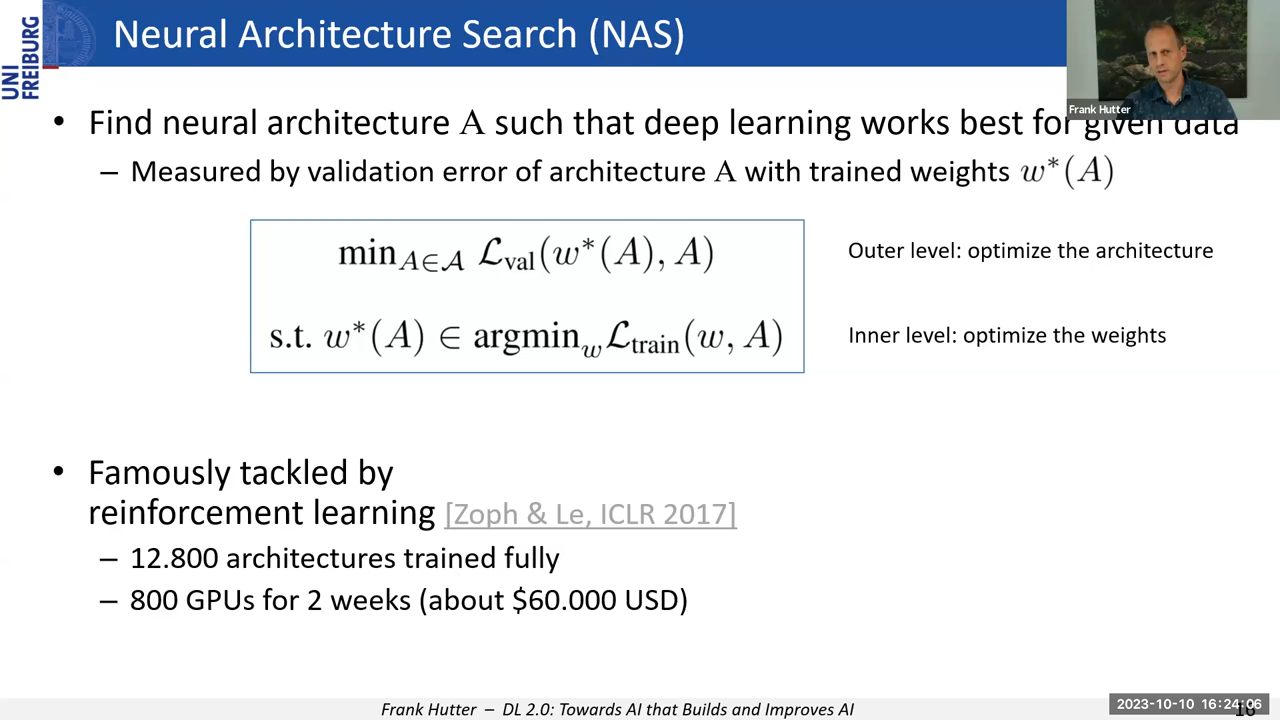 UNI
FREIBURG
Neural Architecture Search (NAS)
Frank Hutter
• Find neural architecture A such that deep learning works best for given data
– Measured by validation error of architecture A with trained weights w*(A)
min_{A∈𝒜} ℒ_val(w*(A), A)
Outer level: optimize the architecture
s.t. w*(A) ∈ argmin_w ℒ_train(w, A)
Inner level: optimize the weights
• Famously tackled by
reinforcement learning [Zoph & Le, ICLR 2017]
– 12.800 architectures trained fully
– 800 GPUs for 2 weeks (about $60.000 USD)
Frank Hutter – DL 2.0: Towards AI that Builds and Improves AI
2023-10-10 16:24:06